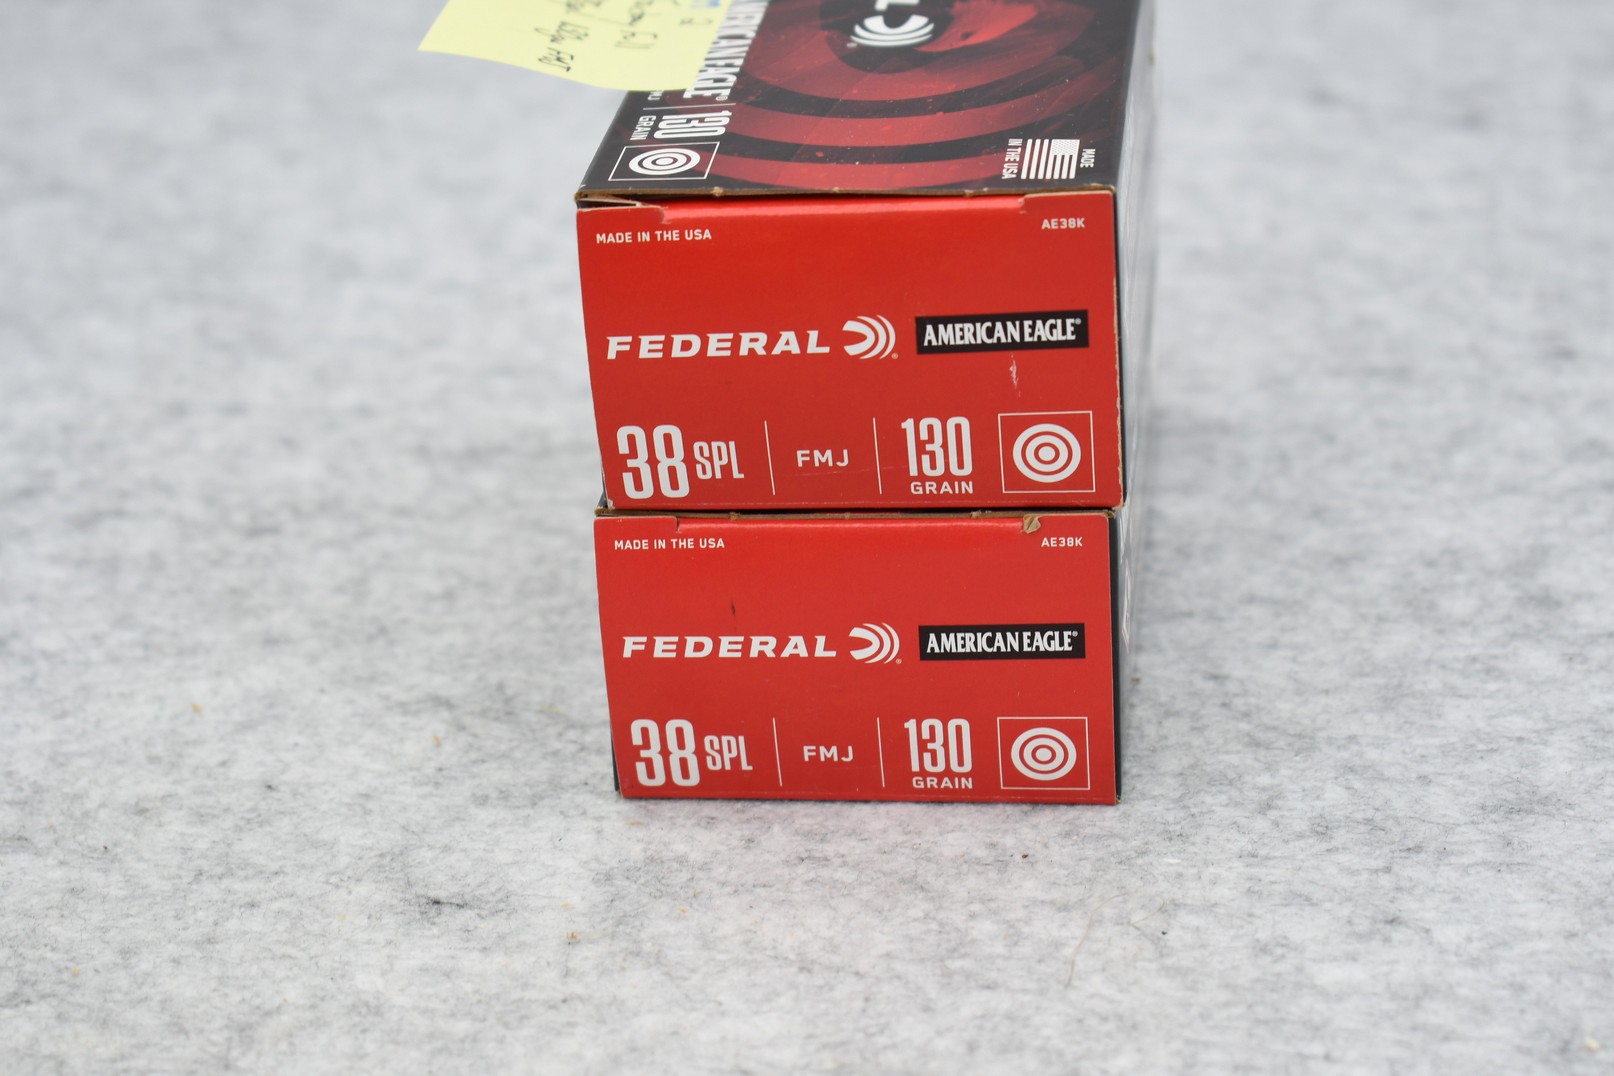 AMERICAN EAGLE®
130
GRAIN
MADE
IN THE USA
MADE IN THE USA
AE38K
FEDERAL®
AMERICAN EAGLE®
38 SPL
FMJ
130
GRAIN
MADE IN THE USA
AE38K
FEDERAL®
AMERICAN EAGLE®
38 SPL
FMJ
130
GRAIN